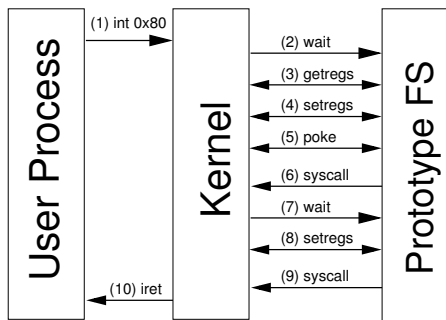 User Process
(1) int 0x80
(10) iret
Kernel
(2) wait
(3) getregs
(4) setregs
(5) poke
(6) syscall
(7) wait
(8) setregs
(9) syscall
Prototype FS